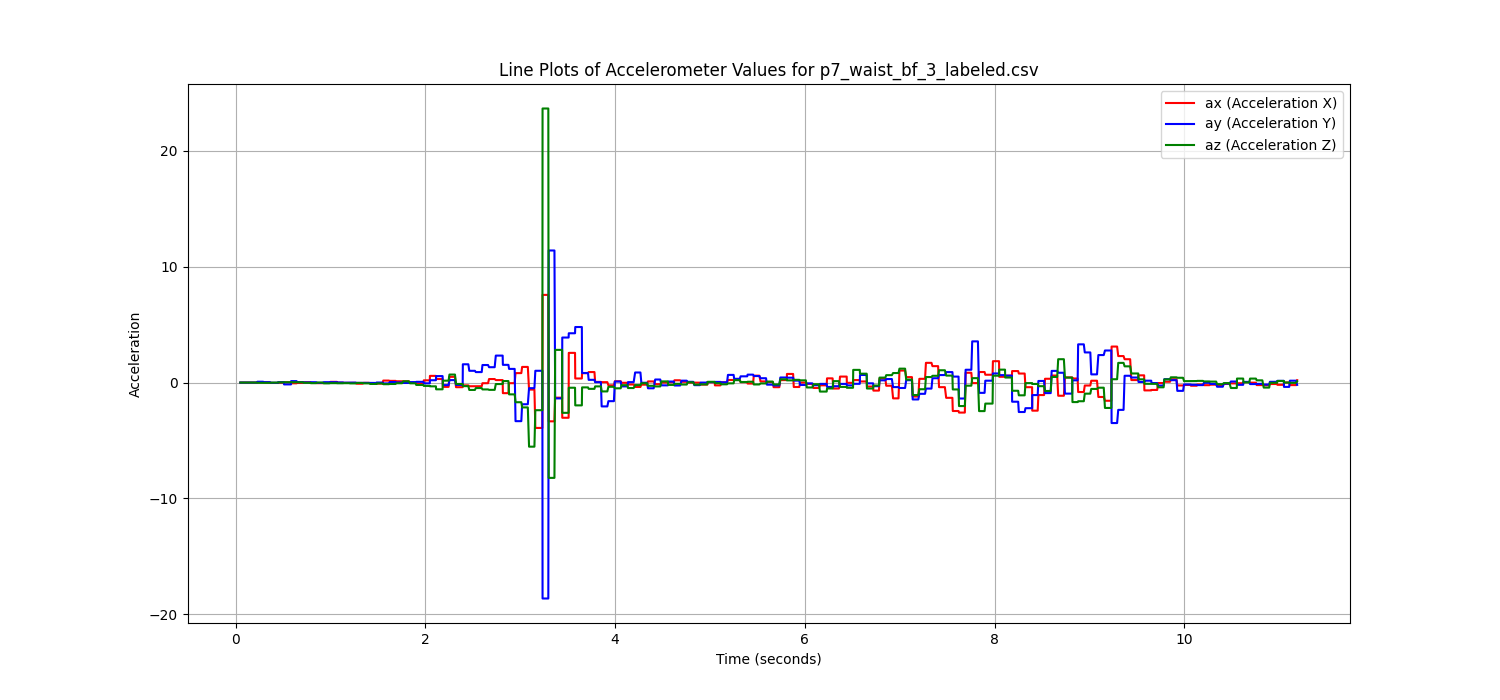 Line Plots of Accelerometer Values for p7_waist_bf_3_labeled.csv
ax (Acceleration X)
ay (Acceleration Y)
az (Acceleration Z)
Acceleration
20
10
0
−10
−20
0 2 4 6 8 10
Time (seconds)